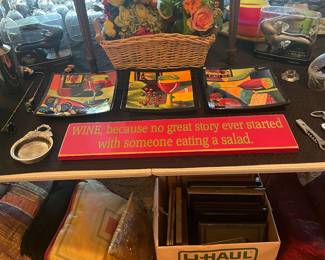 WINE, because no great story ever started
with someone eating a salad.
U-HAUL